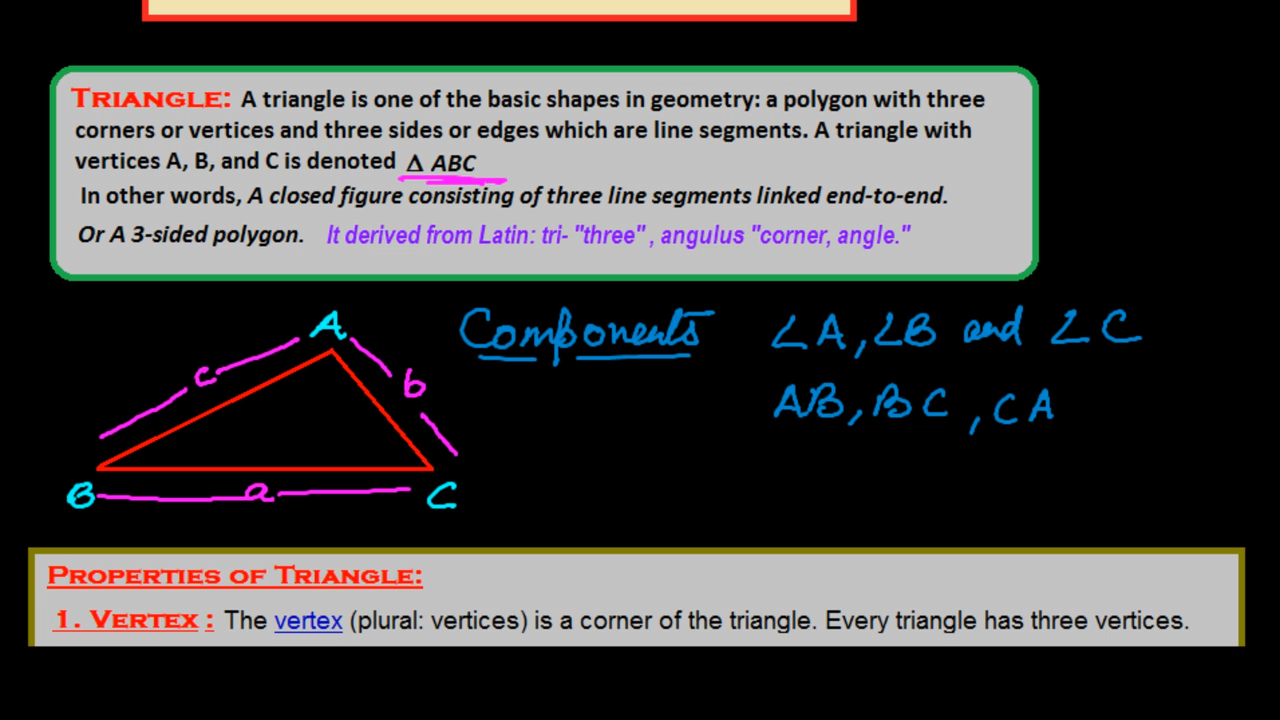 TRIANGLE: A triangle is one of the basic shapes in geometry: a polygon with three
corners or vertices and three sides or edges which are line segments. A triangle with
vertices A, B, and C is denoted Δ ABC
In other words, A closed figure consisting of three line segments linked end-to-end.
Or A 3-sided polygon. It derived from Latin: tri- "three" , angulus "corner, angle."
A
c
b
B
a
C
Components ∠A, ∠B and ∠C
AB, BC, CA
PROPERTIES OF TRIANGLE:
1. VERTEX : The vertex (plural: vertices) is a corner of the triangle. Every triangle has three vertices.